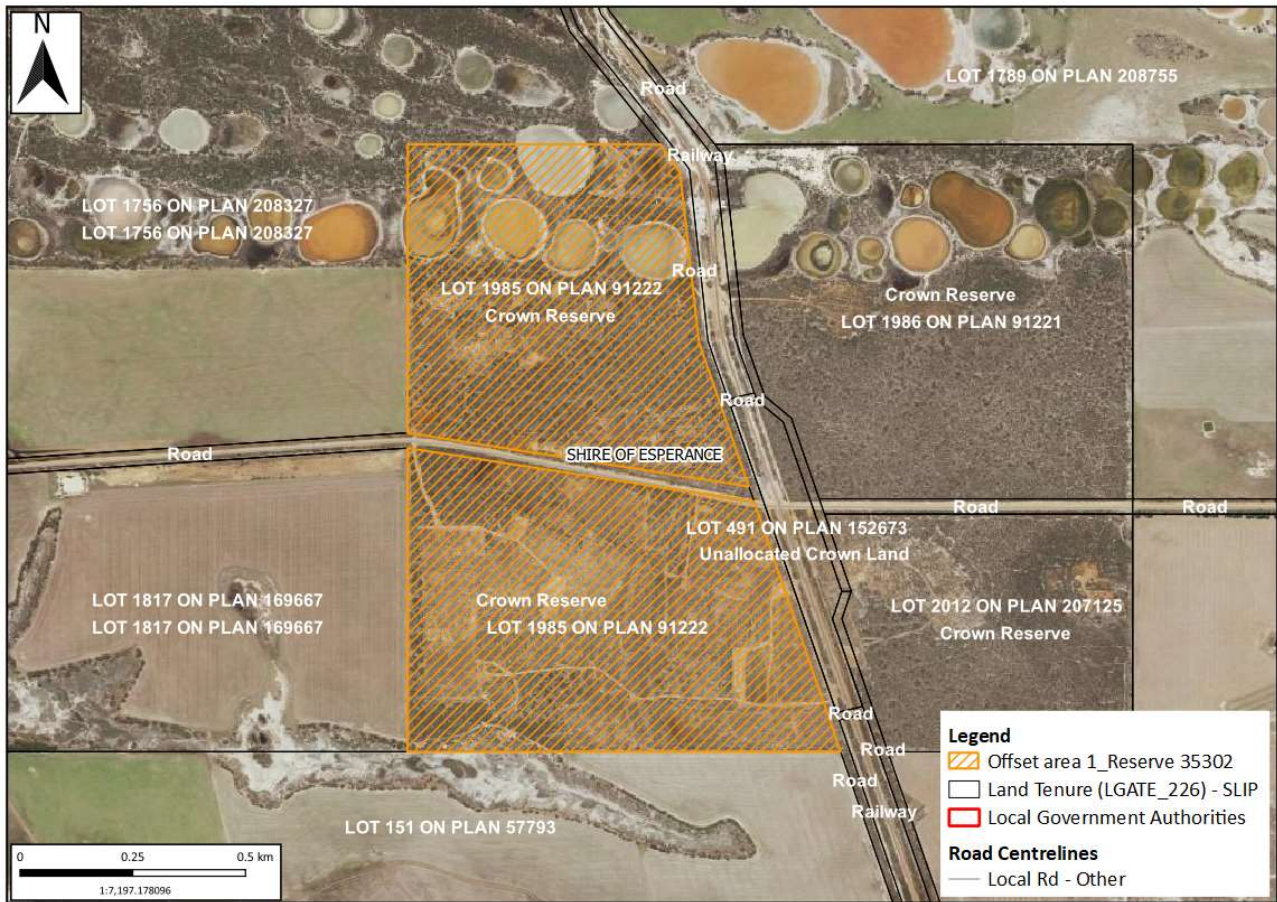 N
Road
LOT 1789 ON PLAN 208755
Railway
LOT 1756 ON PLAN 208327
LOT 1756 ON PLAN 208327
Road
LOT 1985 ON PLAN 91222
Crown Reserve
Crown Reserve
LOT 1986 ON PLAN 91221
Road
Road
SHIRE OF ESPERANCE
Road
Road
LOT 491 ON PLAN 152673
Unallocated Crown Land
LOT 1817 ON PLAN 169667
LOT 1817 ON PLAN 169667
Crown Reserve
LOT 1985 ON PLAN 91222
LOT 2012 ON PLAN 207125
Crown Reserve
Road
Road
Road
Railway
LOT 151 ON PLAN 57793
0 0.25 0.5 km
1:7,197.178096
Legend
Offset area 1_Reserve 35302
Land Tenure (LGATE_226) - SLIP
Local Government Authorities
Road Centrelines
Local Rd - Other